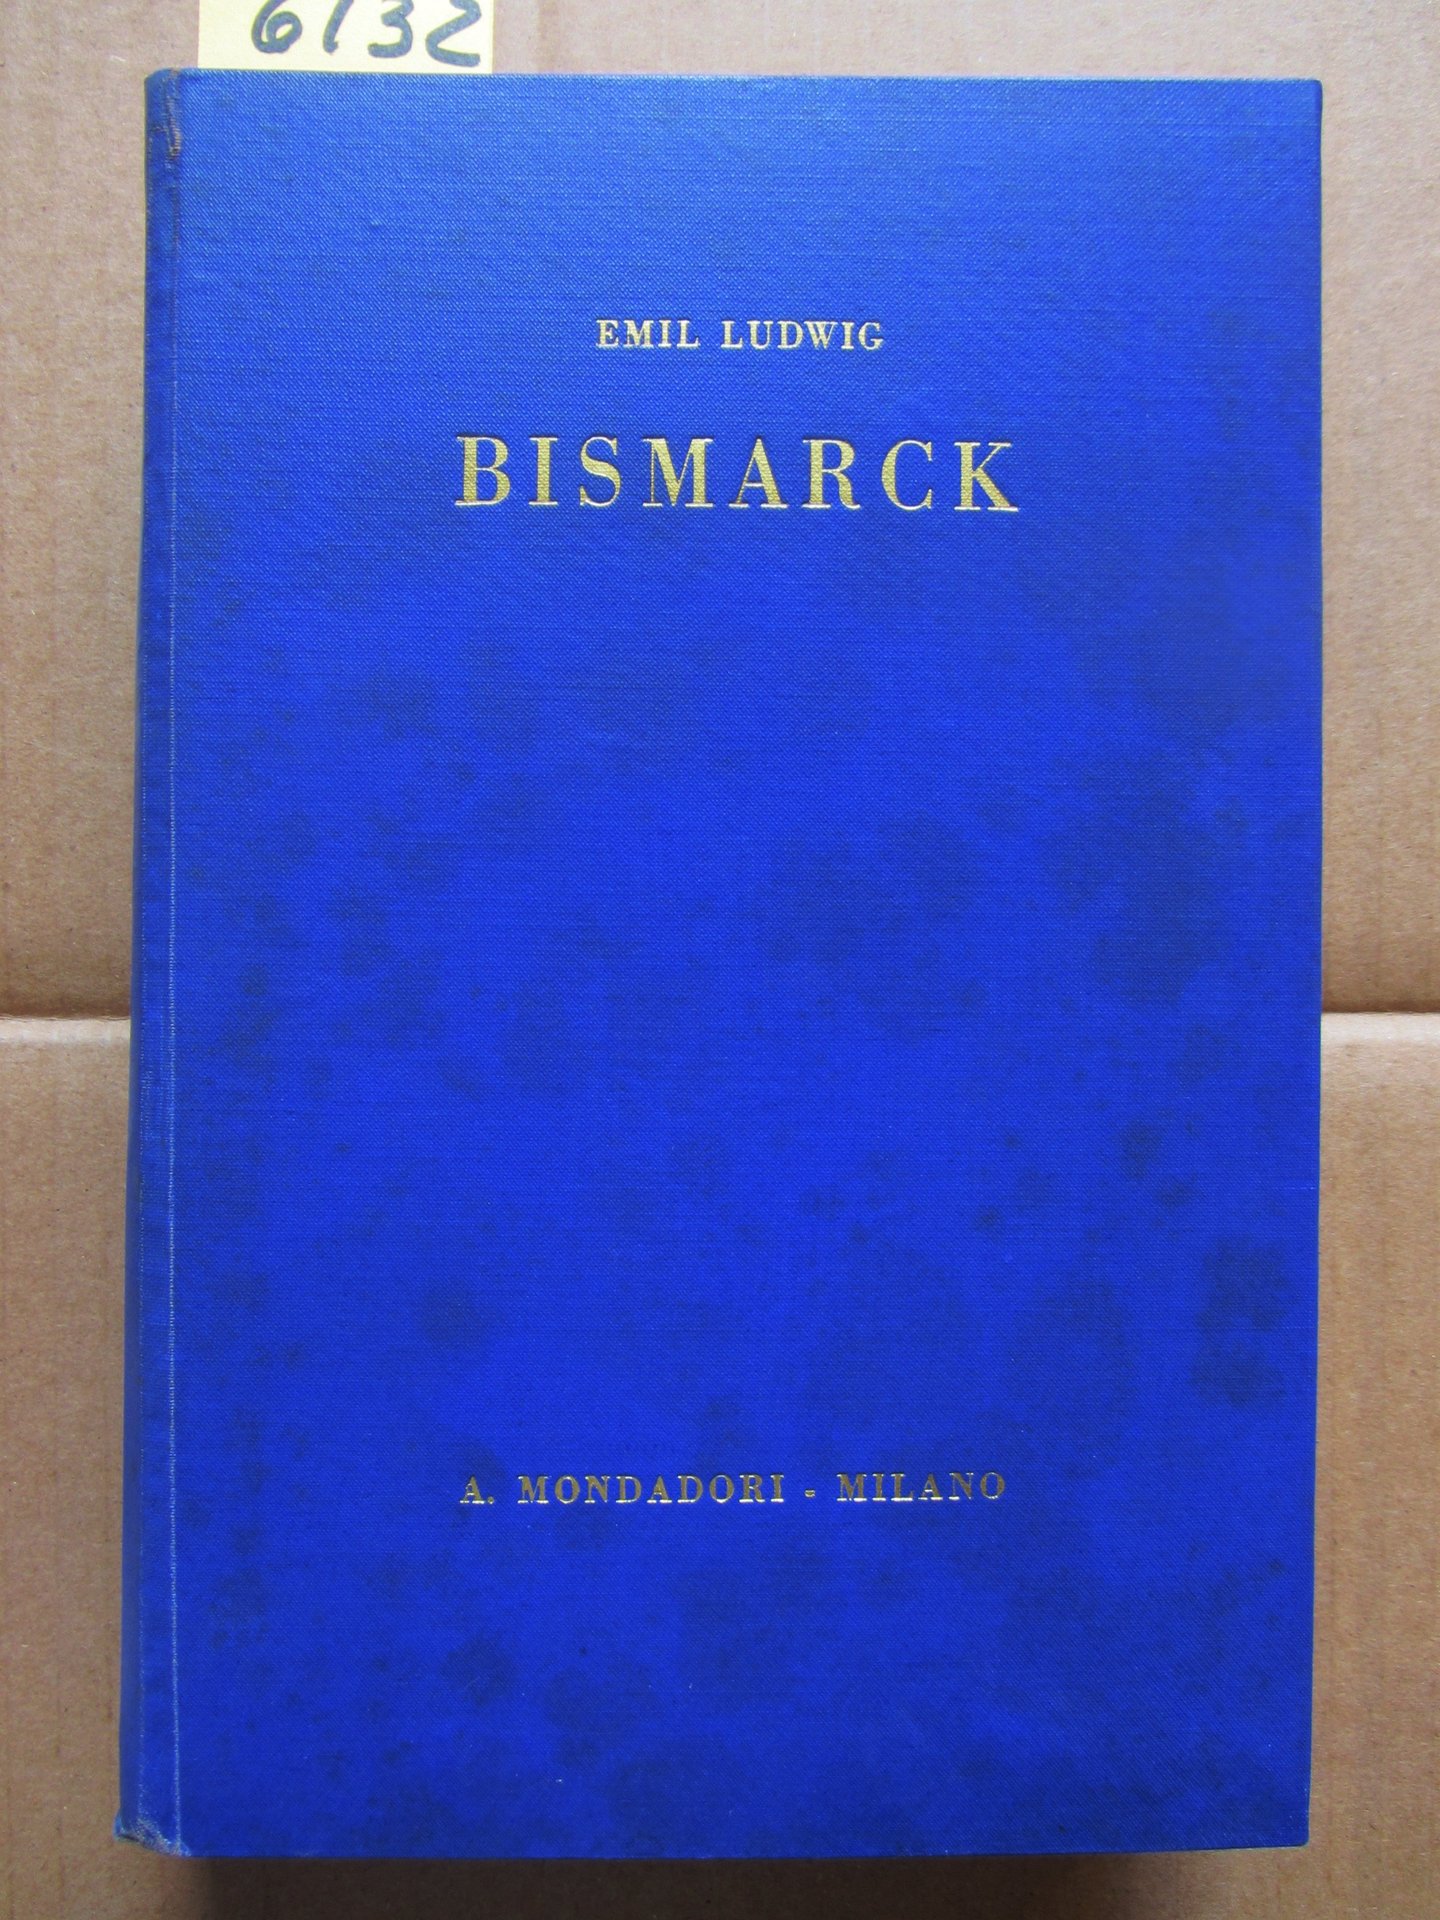 6132
EMIL LUDWIG
BISMARCK
A. MONDADORI - MILANO